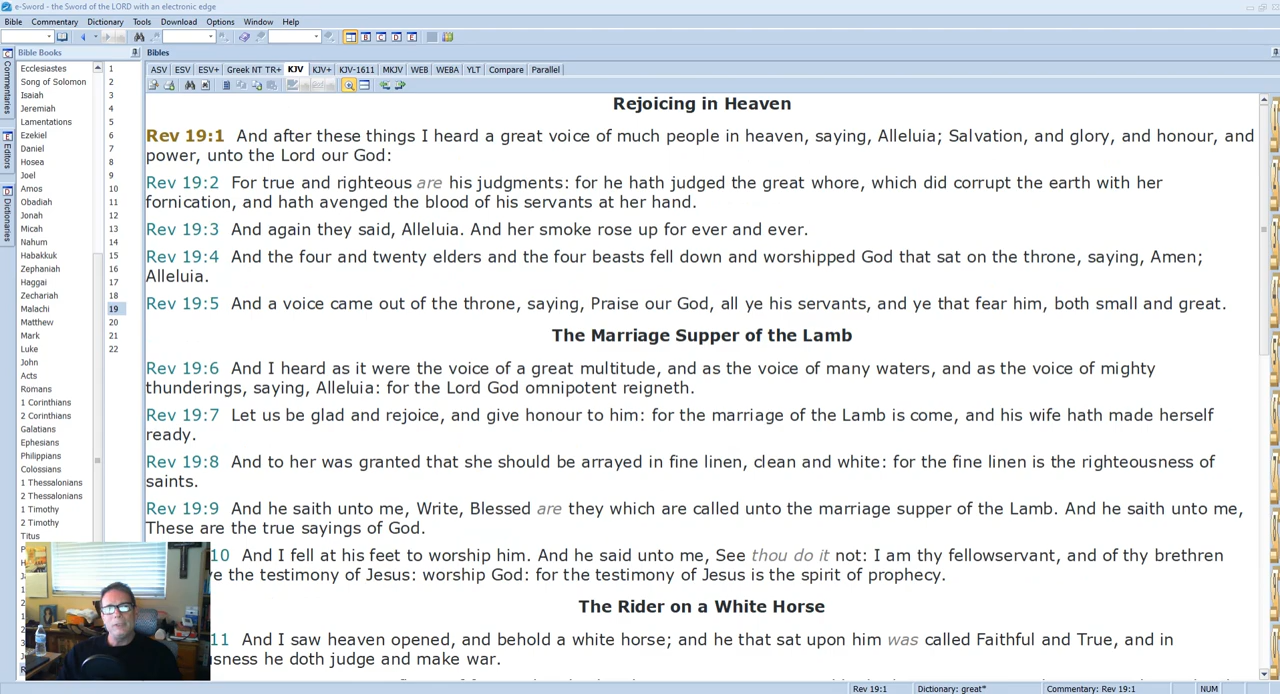 e-Sword - the Sword of the LORD with an electronic edge
Bible Commentary Dictionary Tools Download Options Window Help
Bible Books
Bibles
Commentaries
Editors
Dictionaries
Ecclesiastes
Song of Solomon
Isaiah
Jeremiah
Lamentations
Ezekiel
Daniel
Hosea
Joel
Amos
Obadiah
Jonah
Micah
Nahum
Habakkuk
Zephaniah
Haggai
Zechariah
Malachi
Matthew
Mark
Luke
John
Acts
Romans
1 Corinthians
2 Corinthians
Galatians
Ephesians
Philippians
Colossians
1 Thessalonians
2 Thessalonians
1 Timothy
2 Timothy
Titus
1
2
3
4
5
6
7
8
9
10
11
12
13
14
15
16
17
18
19
20
21
22
ASV ESV ESV+ Greek NT TR+ KJV KJV+ KJV-1611 MKJV WEB WEBA YLT Compare Parallel
Rejoicing in Heaven
Rev 19:1 And after these things I heard a great voice of much people in heaven, saying, Alleluia; Salvation, and glory, and honour, and
power, unto the Lord our God:
Rev 19:2 For true and righteous are his judgments: for he hath judged the great whore, which did corrupt the earth with her
fornication, and hath avenged the blood of his servants at her hand.
Rev 19:3 And again they said, Alleluia. And her smoke rose up for ever and ever.
Rev 19:4 And the four and twenty elders and the four beasts fell down and worshipped God that sat on the throne, saying, Amen;
Alleluia.
Rev 19:5 And a voice came out of the throne, saying, Praise our God, all ye his servants, and ye that fear him, both small and great.
The Marriage Supper of the Lamb
Rev 19:6 And I heard as it were the voice of a great multitude, and as the voice of many waters, and as the voice of mighty
thunderings, saying, Alleluia: for the Lord God omnipotent reigneth.
Rev 19:7 Let us be glad and rejoice, and give honour to him: for the marriage of the Lamb is come, and his wife hath made herself
ready.
Rev 19:8 And to her was granted that she should be arrayed in fine linen, clean and white: for the fine linen is the righteousness of
saints.
Rev 19:9 And he saith unto me, Write, Blessed are they which are called unto the marriage supper of the Lamb. And he saith unto me,
These are the true sayings of God.
10 And I fell at his feet to worship him. And he said unto me, See thou do it not: I am thy fellowservant, and of thy brethren
the testimony of Jesus: worship God: for the testimony of Jesus is the spirit of prophecy.
The Rider on a White Horse
11 And I saw heaven opened, and behold a white horse; and he that sat upon him was called Faithful and True, and in
he doth judge and make war.
Rev 19:1 Dictionary: great* Commentary: Rev 19:1 NUM